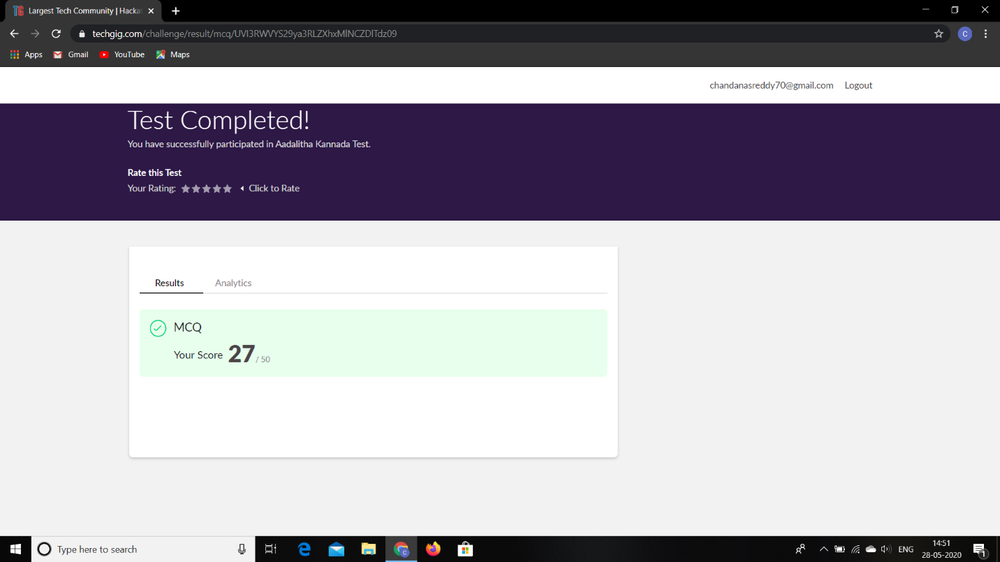 Largest Tech Community | Hacka
techgig.com/challenge/result/mcq/UVI3RWVYS29ya3RLZXhxMlNCZDlTdz09
C
Apps Gmail YouTube Maps
chandanasreddy70@gmail.com Logout
Test Completed!
You have successfully participated in Aadalitha Kannada Test.
Rate this Test
Your Rating: Click to Rate
Results Analytics
MCQ
Your Score 27 / 50
Type here to search
ENG
14:51
28-05-2020
1